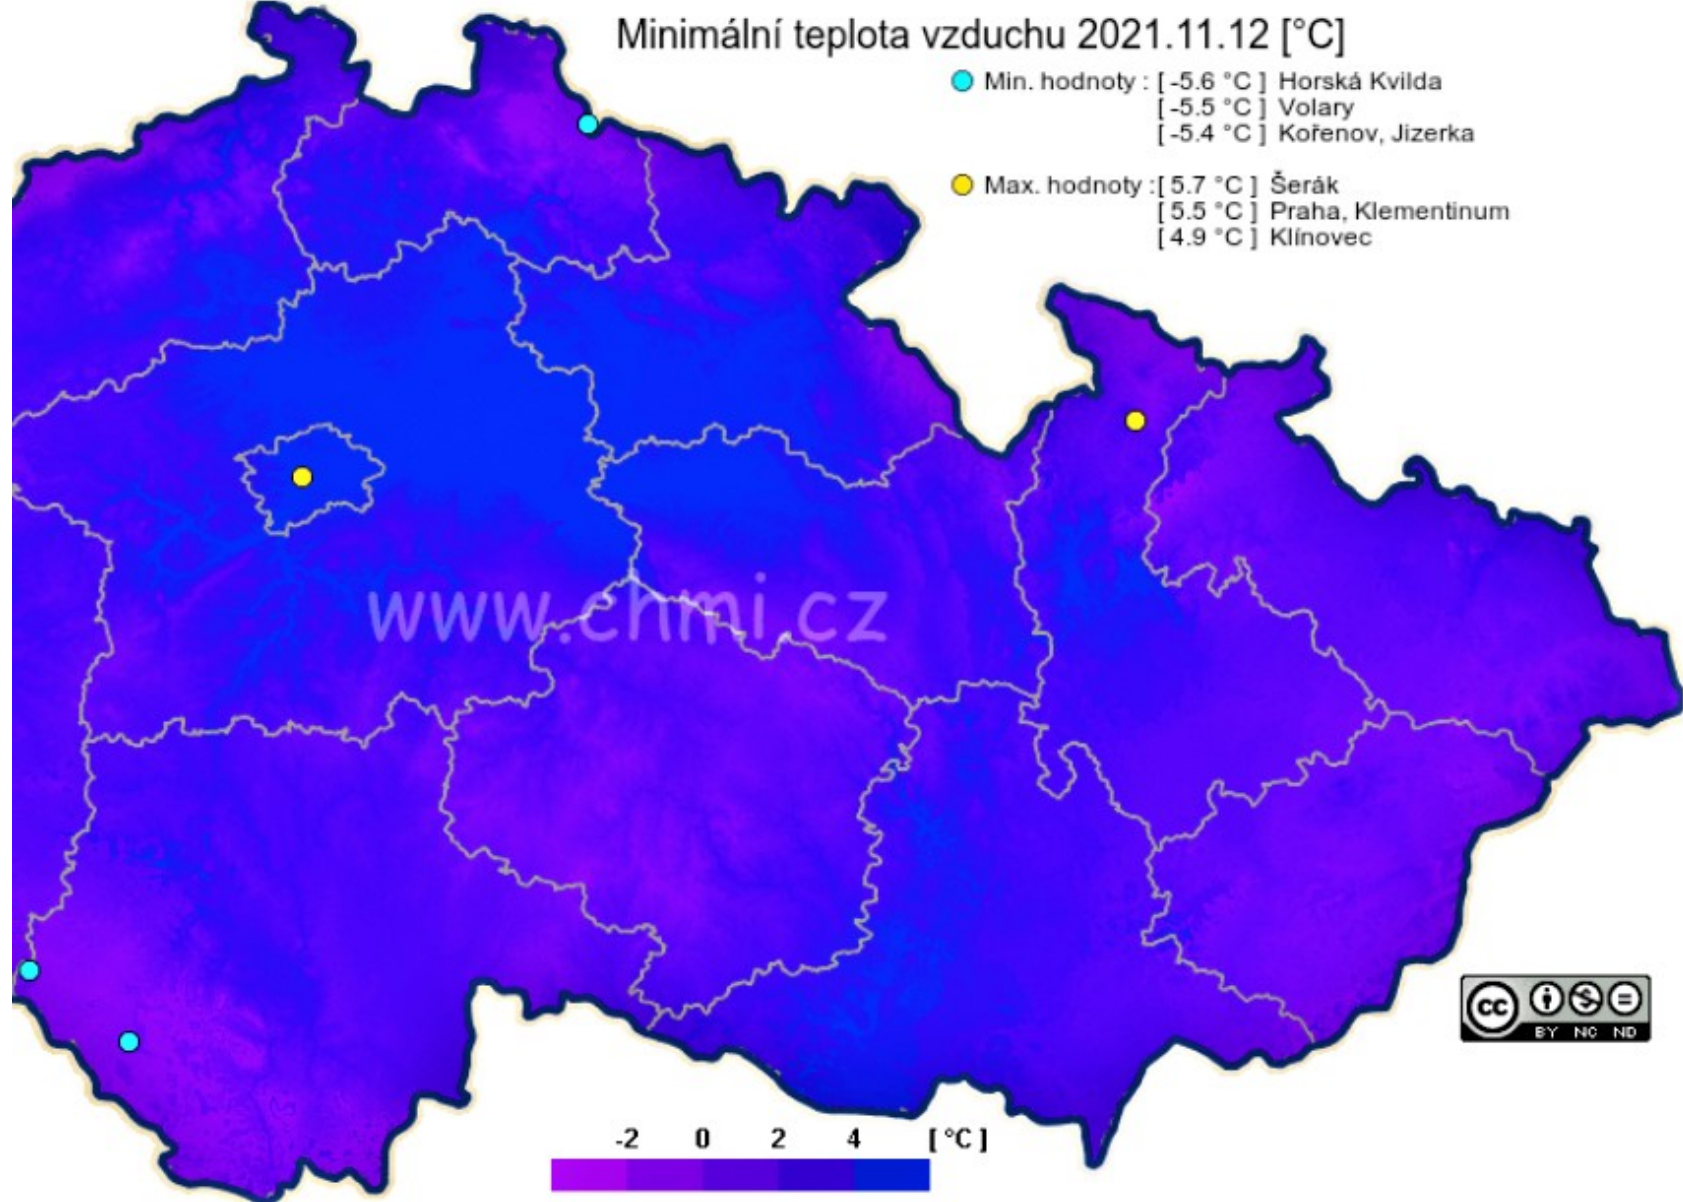 Minimální teplota vzduchu 2021.11.12 [°C]
Min. hodnoty : [ -5.6 °C ] Horská Kvilda
[ -5.5 °C ] Volary
[ -5.4 °C ] Kořenov, Jizerka
Max. hodnoty :[ 5.7 °C ] Šerák
[ 5.5 °C ] Praha, Klementinum
[ 4.9 °C ] Klínovec
www.chmi.cz
cc
BY NC ND
-2 0 2 4 [ °C ]